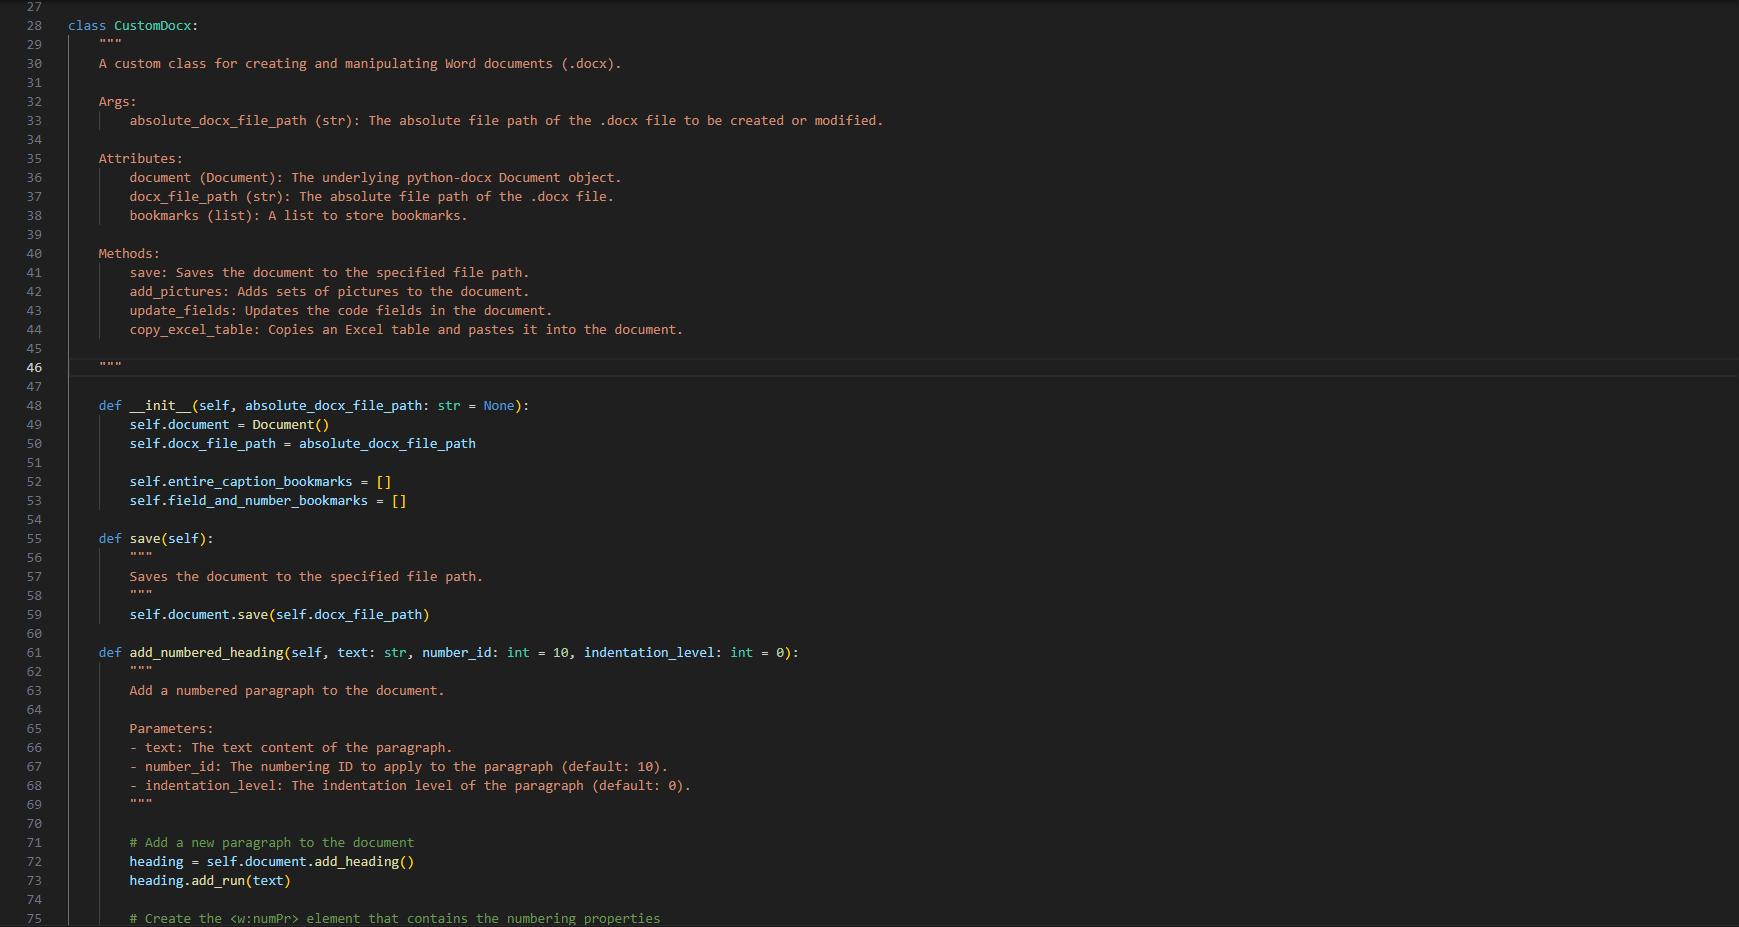 27
28 class CustomDocx:
29     """
30     A custom class for creating and manipulating Word documents (.docx).
31
32     Args:
33         absolute_docx_file_path (str): The absolute file path of the .docx file to be created or modified.
34
35     Attributes:
36         document (Document): The underlying python-docx Document object.
37         docx_file_path (str): The absolute file path of the .docx file.
38         bookmarks (list): A list to store bookmarks.
39
40     Methods:
41         save: Saves the document to the specified file path.
42         add_pictures: Adds sets of pictures to the document.
43         update_fields: Updates the code fields in the document.
44         copy_excel_table: Copies an Excel table and pastes it into the document.
45
46     """
47
48     def __init__(self, absolute_docx_file_path: str = None):
49         self.document = Document()
50         self.docx_file_path = absolute_docx_file_path
51
52         self.entire_caption_bookmarks = []
53         self.field_and_number_bookmarks = []
54
55     def save(self):
56         """
57         Saves the document to the specified file path.
58         """
59         self.document.save(self.docx_file_path)
60
61     def add_numbered_heading(self, text: str, number_id: int = 10, indentation_level: int = 0):
62         """
63         Add a numbered paragraph to the document.
64
65         Parameters:
66         - text: The text content of the paragraph.
67         - number_id: The numbering ID to apply to the paragraph (default: 10).
68         - indentation_level: The indentation level of the paragraph (default: 0).
69         """
70
71         # Add a new paragraph to the document
72         heading = self.document.add_heading()
73         heading.add_run(text)
74
75         # Create the <w:numPr> element that contains the numbering properties